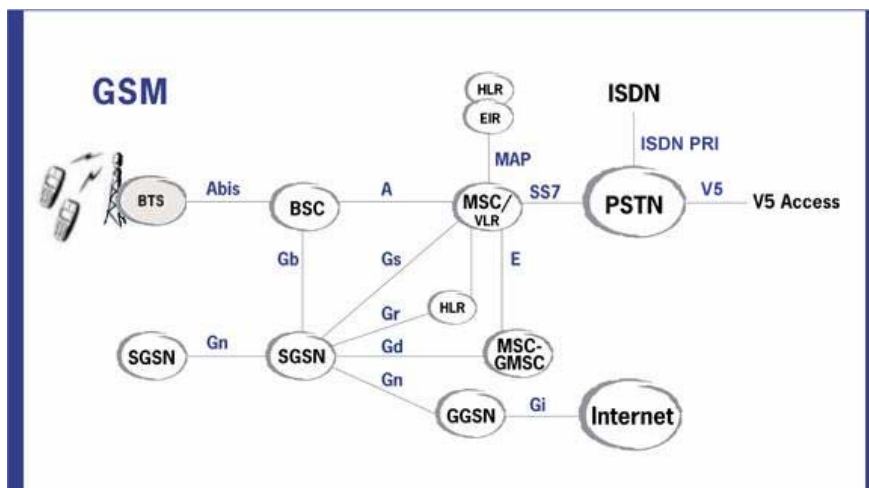 GSM
HLR
EIR
ISDN
MAP
ISDN PRI
BTS
Abis
BSC
A
MSC/
VLR
SS7
PSTN
V5
V5 Access
Gb
Gs
E
Gr
HLR
SGSN
Gn
SGSN
Gd
MSC-
GMSC
Gn
GGSN
Gi
Internet